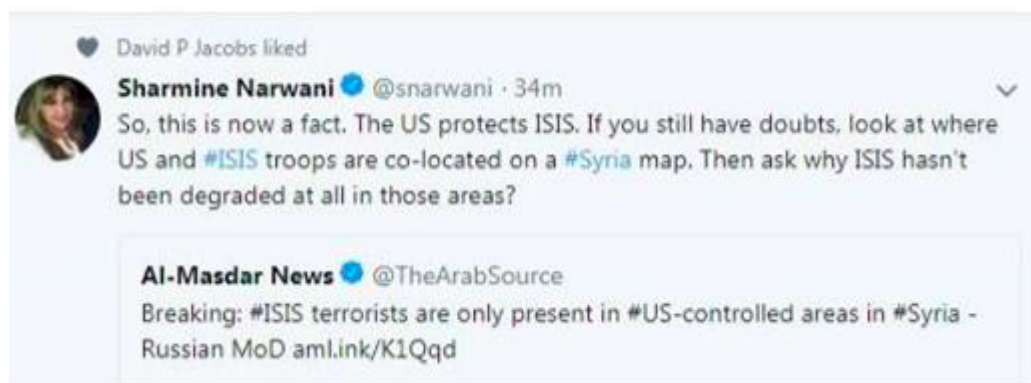 David P Jacobs liked
Sharmine Narwani @snarwani · 34m
So, this is now a fact. The US protects ISIS. If you still have doubts, look at where
US and #ISIS troops are co-located on a #Syria map. Then ask why ISIS hasn't
been degraded at all in those areas?
Al-Masdar News @TheArabSource
Breaking: #ISIS terrorists are only present in #US-controlled areas in #Syria -
Russian MoD aml.ink/K1Qqd